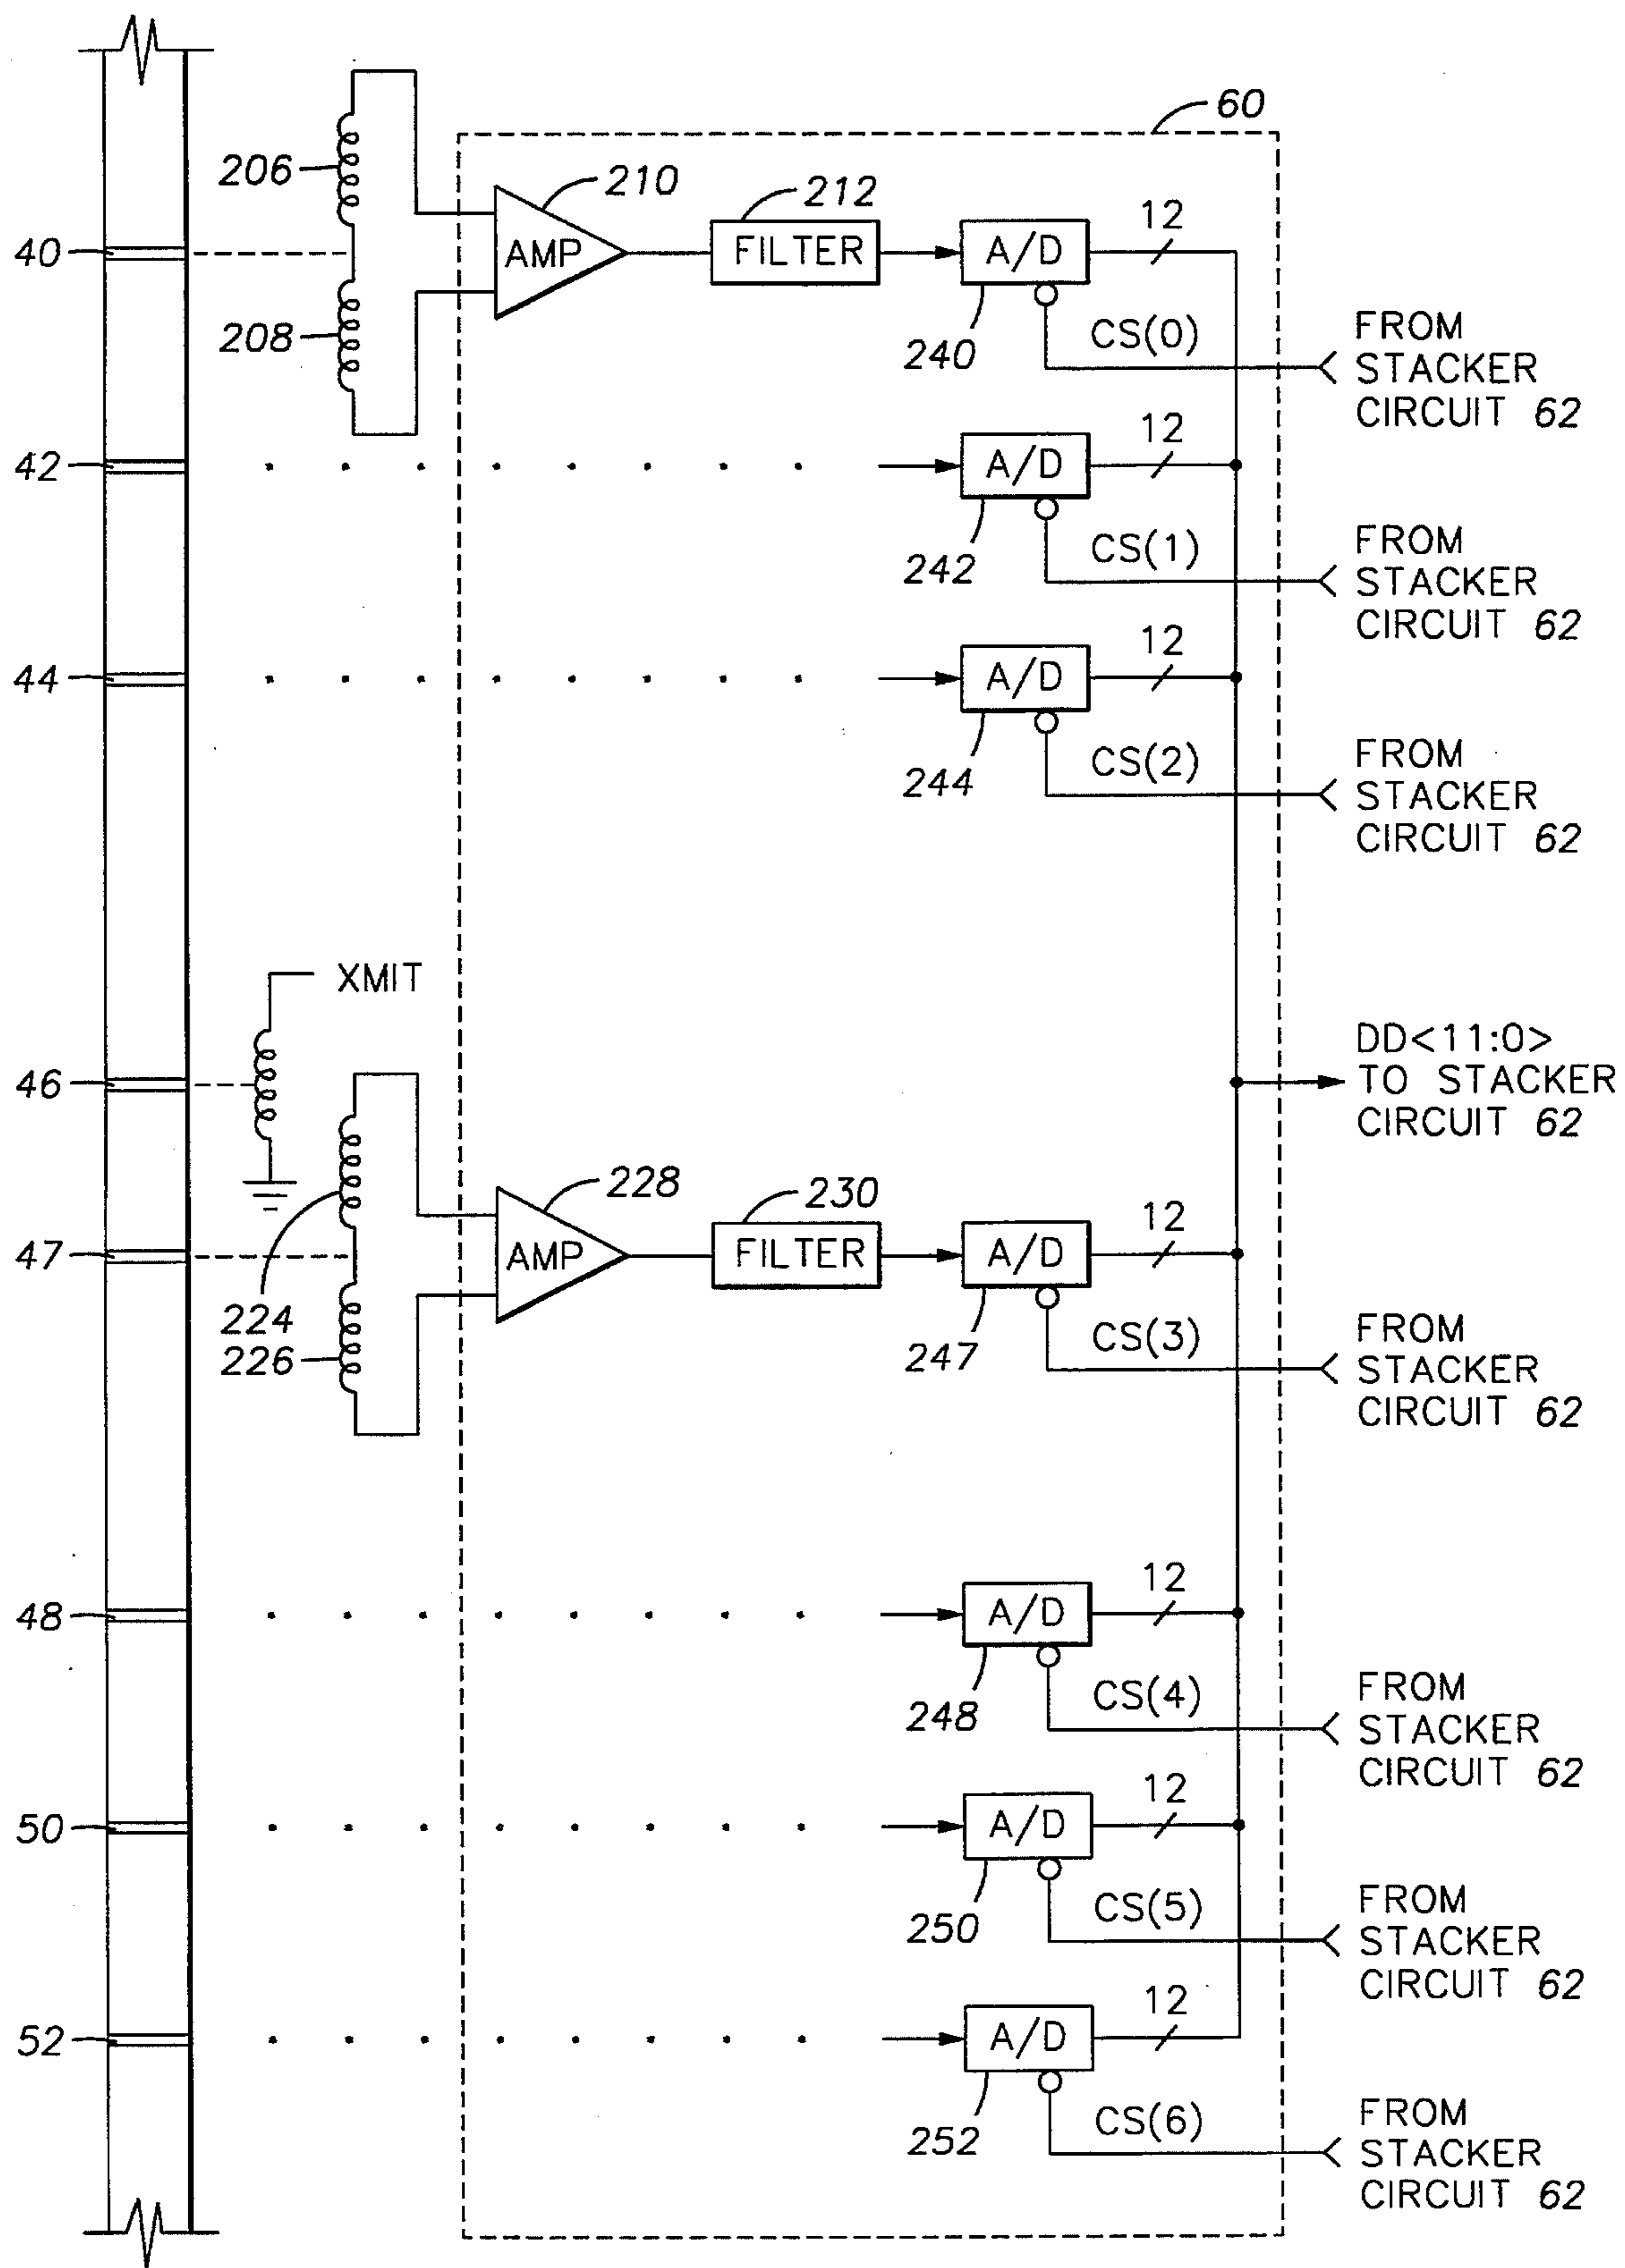 60
206
210
212
12
40
AMP
FILTER
A/D
208
240
CS(0)
FROM
STACKER
CIRCUIT 62
12
42
A/D
242
CS(1)
FROM
STACKER
CIRCUIT 62
12
44
A/D
244
CS(2)
FROM
STACKER
CIRCUIT 62
XMIT
46
DD<11:0>
TO STACKER
CIRCUIT 62
228
230
12
47
AMP
FILTER
A/D
224
226
247
CS(3)
FROM
STACKER
CIRCUIT 62
12
48
A/D
248
CS(4)
FROM
STACKER
CIRCUIT 62
12
50
A/D
250
CS(5)
FROM
STACKER
CIRCUIT 62
12
52
A/D
252
CS(6)
FROM
STACKER
CIRCUIT 62